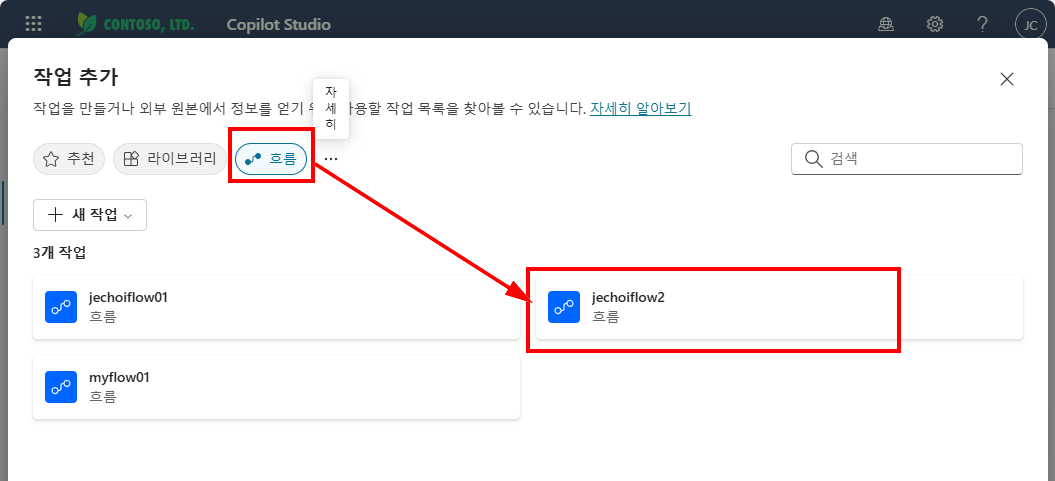 CONTOSO, LTD. Copilot Studio ? JC
작업 추가
작업을 만들거나 외부 원본에서 정보를 얻기 사용할 작업 목록을 찾아볼 수 있습니다. 자세히 알아보기
자
세
히
추천 라이브러리 흐름 ... 검색
+ 새 작업
3개 작업
jechoiflow01
흐름
jechoiflow2
흐름
myflow01
흐름